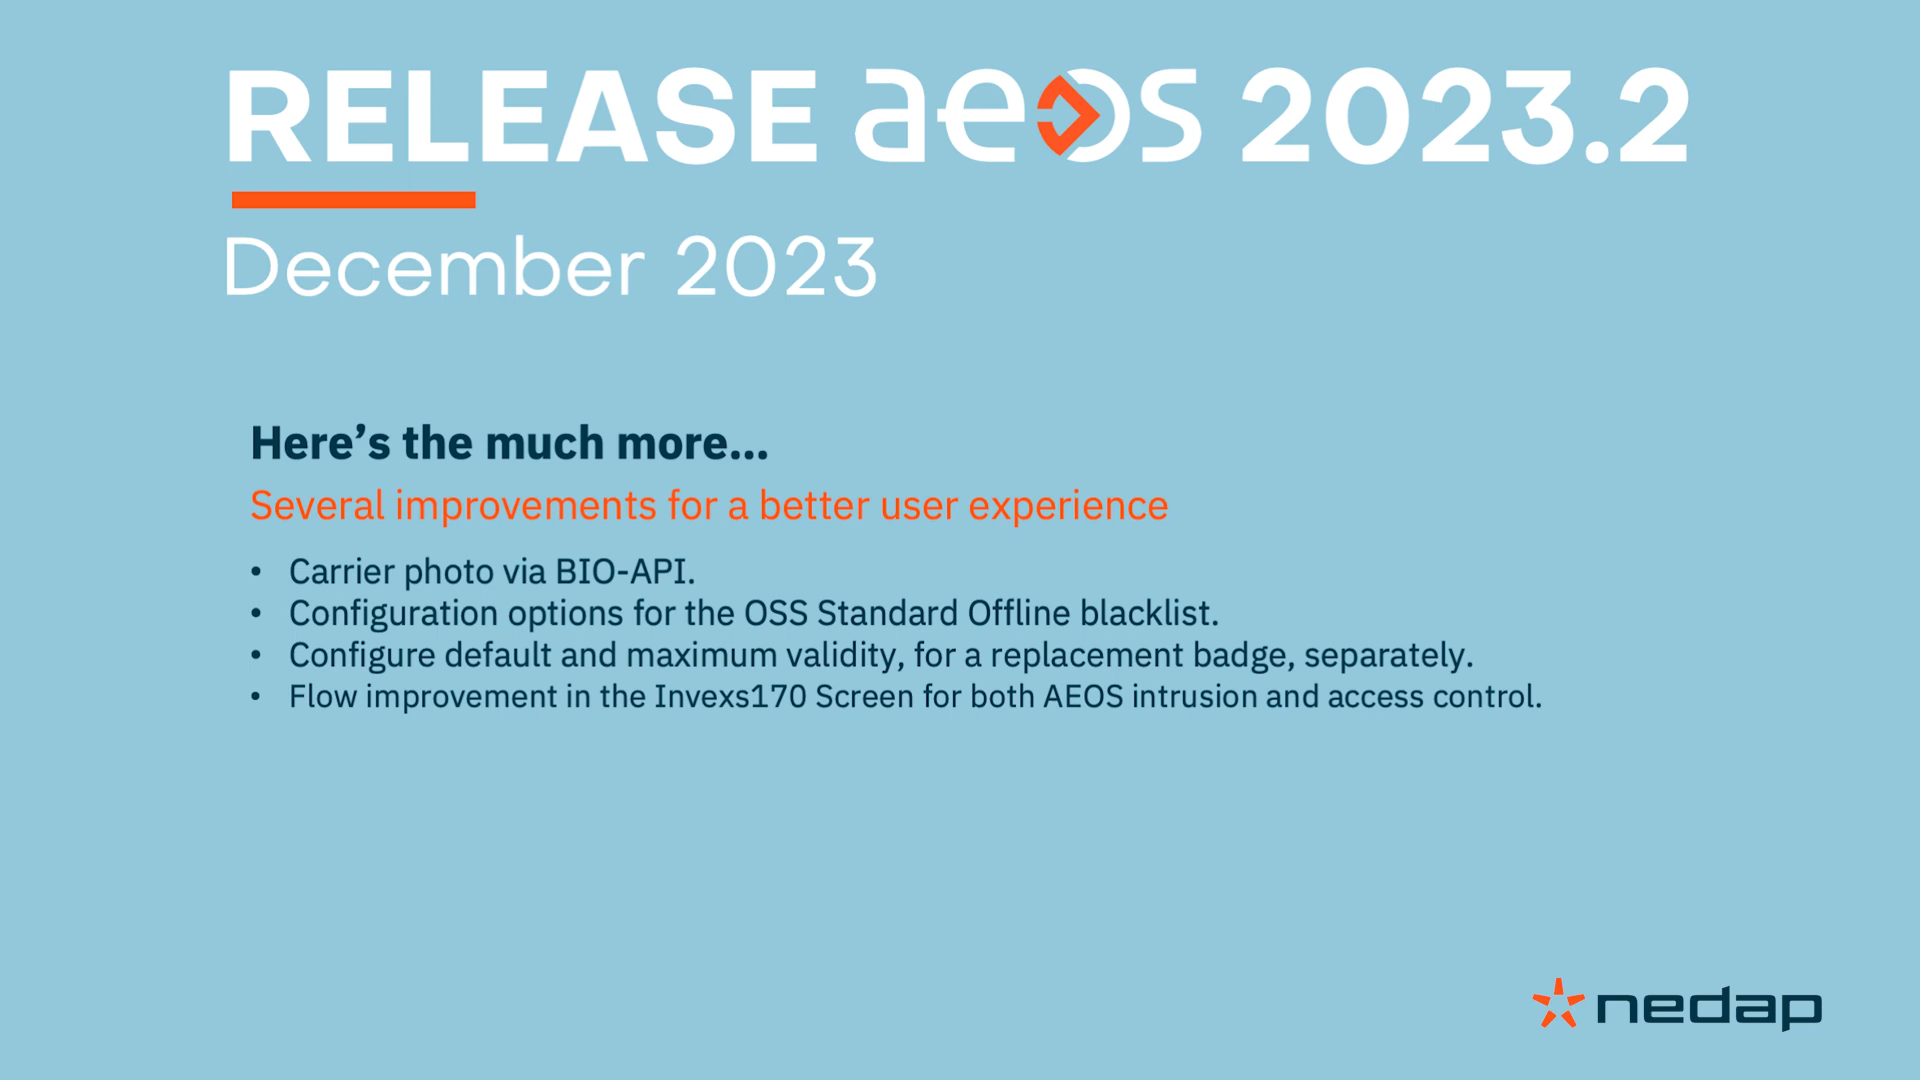 RELEASE aeos 2023.2
December 2023
Here’s the much more...
Several improvements for a better user experience
• Carrier photo via BIO-API.
• Configuration options for the OSS Standard Offline blacklist.
• Configure default and maximum validity, for a replacement badge, separately.
• Flow improvement in the Invexs170 Screen for both AEOS intrusion and access control.
nedap